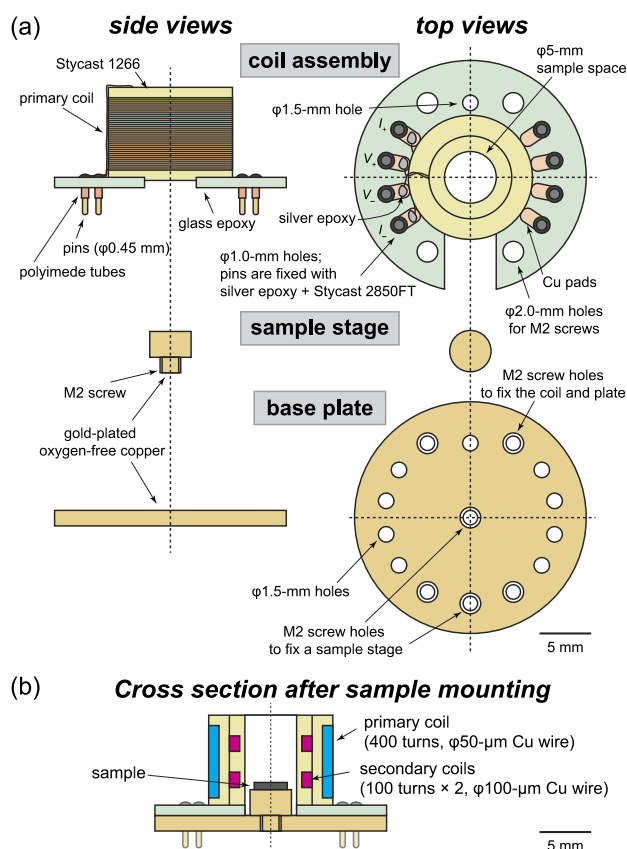 (a)
side views
top views
Stycast 1266
primary coil
coil assembly
φ5-mm
sample space
φ1.5-mm hole
I+
V+
V−
I−
silver epoxy
glass epoxy
pins (φ0.45 mm)
polyimede tubes
φ1.0-mm holes;
pins are fixed with
silver epoxy + Stycast 2850FT
Cu pads
φ2.0-mm holes
for M2 screws
sample stage
M2 screw
gold-plated
oxygen-free copper
base plate
M2 screw holes
to fix the coil and plate
φ1.5-mm holes
M2 screw holes
to fix a sample stage
5 mm
(b)
Cross section after sample mounting
primary coil
(400 turns, φ50-μm Cu wire)
sample
secondary coils
(100 turns × 2, φ100-μm Cu wire)
5 mm